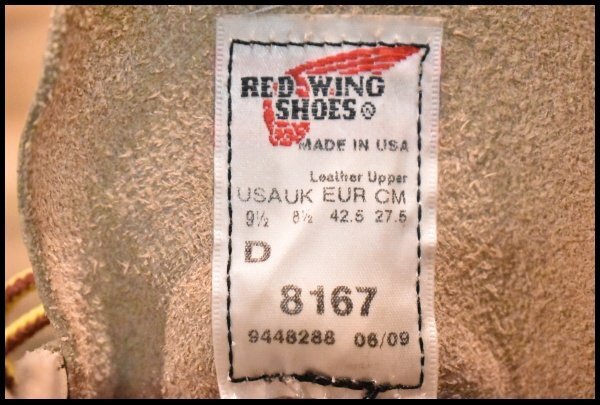 RED WING
SHOES®
MADE IN USA
Leather Upper
USA UK EUR CM
9½ 8½ 42.5 27.5
D
8167
9448288 06/09